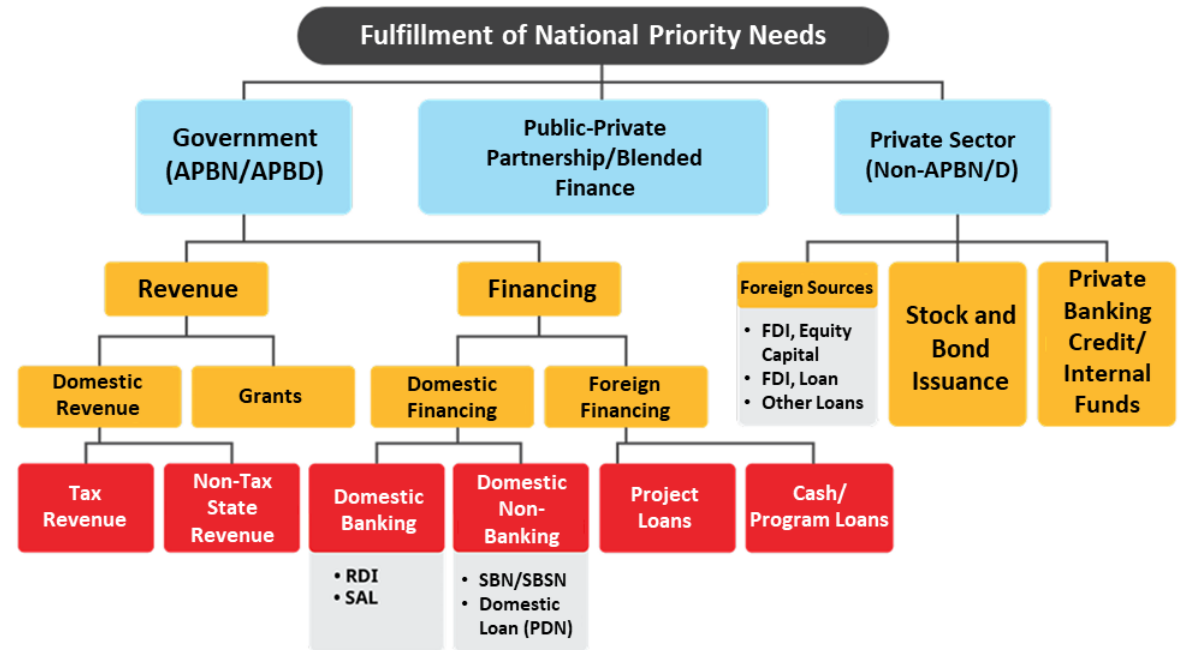 Fulfillment of National Priority Needs
Government
(APBN/APBD)
Public-Private
Partnership/Blended
Finance
Private Sector
(Non-APBN/D)
Revenue
Financing
Foreign Sources
• FDI, Equity
Capital
• FDI, Loan
• Other Loans
Stock and
Bond
Issuance
Private
Banking
Credit/
Internal
Funds
Domestic
Revenue
Grants
Domestic
Financing
Foreign
Financing
Tax
Revenue
Non-Tax
State
Revenue
Domestic
Banking
• RDI
• SAL
Domestic
Non-
Banking
• SBN/SBSN
• Domestic
Loan (PDN)
Project
Loans
Cash/
Program Loans